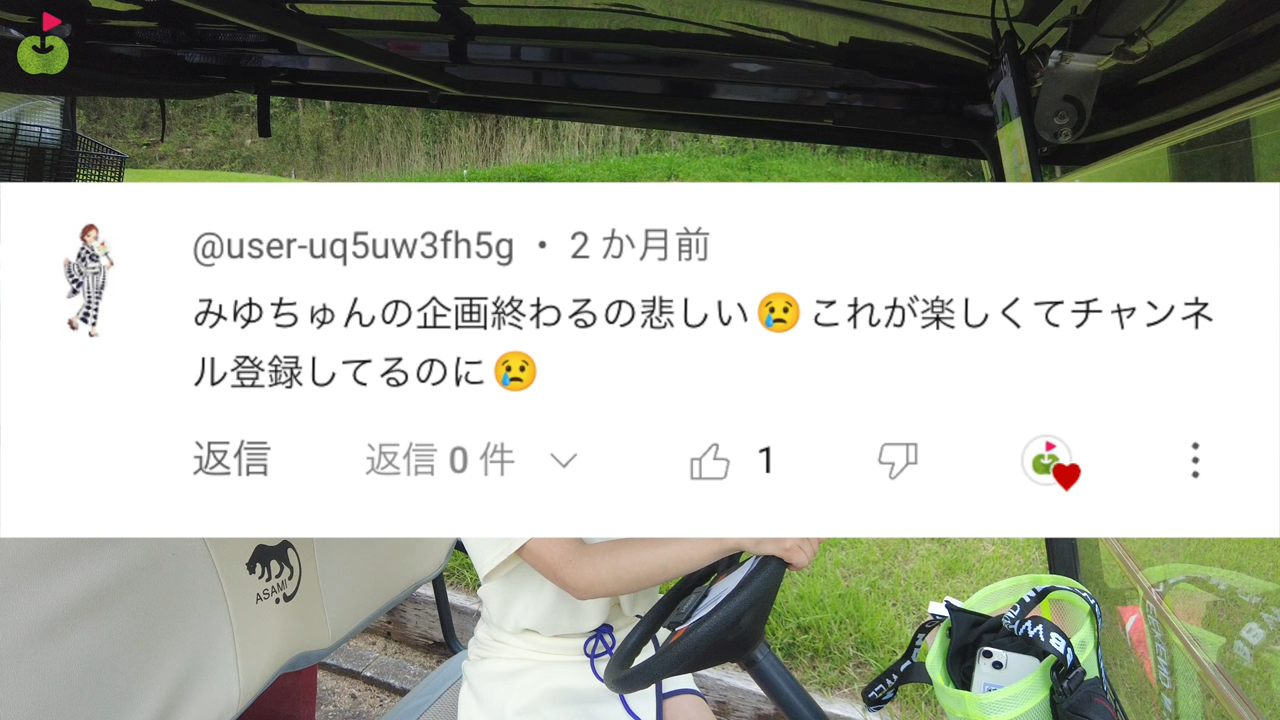 @user-uq5uw3fh5g ・ 2 か月前
みゆちゅんの企画終わるの悲しい😢 これが楽しくてチャンネ
ル登録してるのに😢
返信
返信 0 件
1
ASAMI